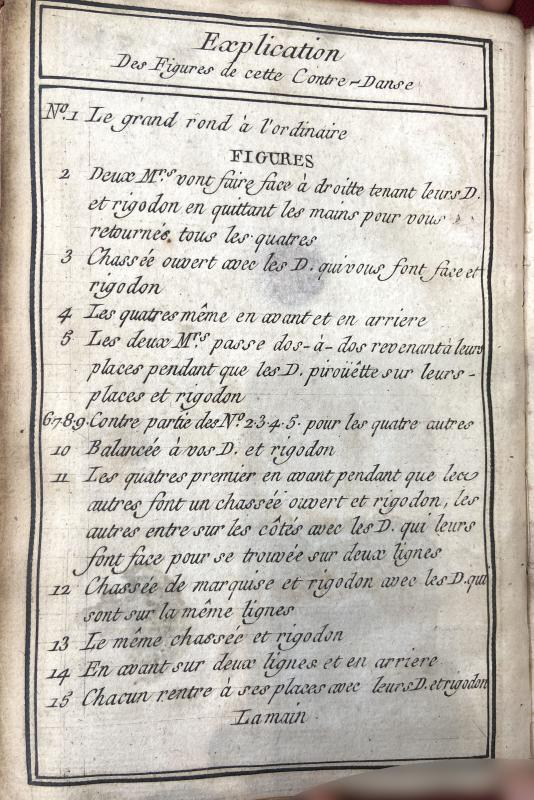 Explication
Des Figures de cette Contre-Danse
No. 1 Le grand rond à l'ordinaire
FIGURES
2 Deux Mrs vont faire face à droitte tenant leurs D.
et rigodon en quittant les mains pour vous
retournés tous les quatres
3 Chassée ouvert avec les D. qui vous font face et
rigodon
4 Les quatres même en avant et en arriere
5 Les deux Mrs passe dos-à-dos revenant à leurs
places pendant que les D. piroüêtte sur leurs-
places et rigodon
6.7.8.9. Contre partie des No. 2.3.4.5. pour les quatre autres
10 Balancée à vos D. et rigodon
11 Les quatres premier en avant pendant que les
autres font un chassée ouvert et rigodon, les
autres entre sur les côtés avec les D. qui leurs
font face pour se trouvée sur deux lignes
12 Chassée de marquise et rigodon avec les D. qui
sont sur la même lignes
13 Le même chassée et rigodon
14 En avant sur deux lignes et en arriere
15 Chacun rentre à ses places avec leurs D. et rigodon
La main